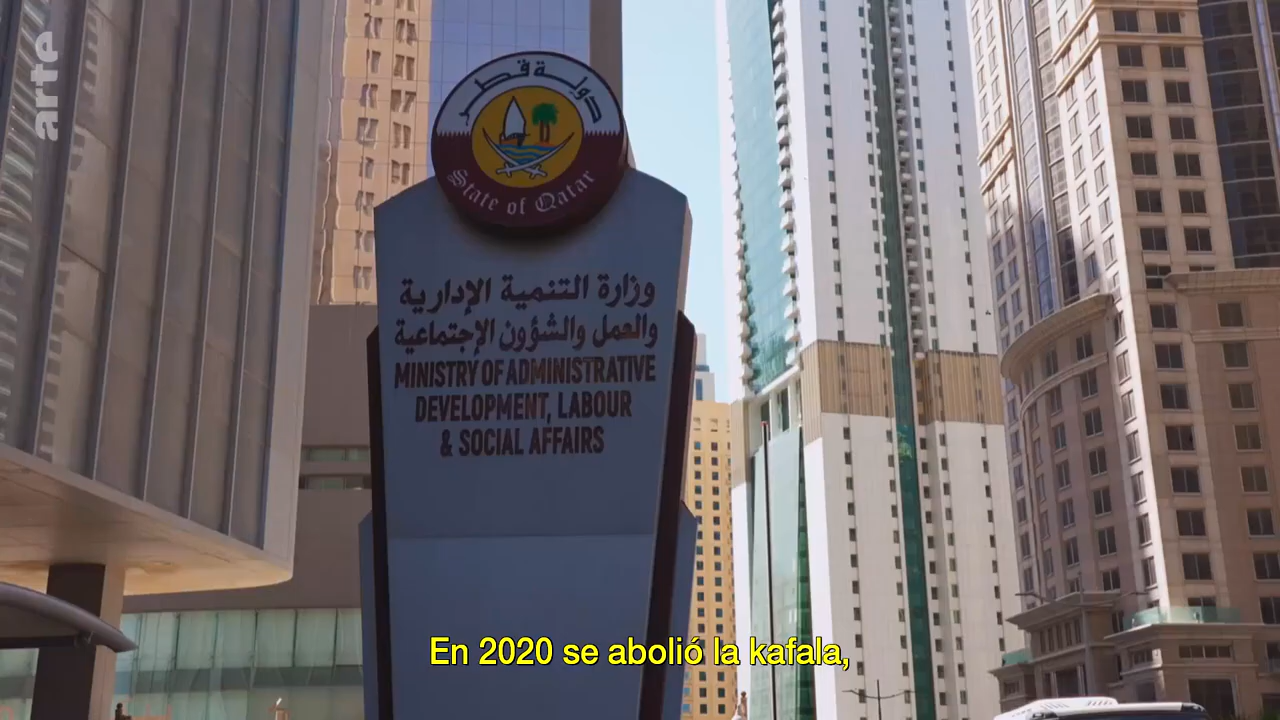 arte
دولة قطر
State of Qatar
وزارة التنمية الإدارية
والعمل والشؤون الإجتماعية
MINISTRY OF ADMINISTRATIVE
DEVELOPMENT, LABOUR
& SOCIAL AFFAIRS
En 2020 se abolió la kafala,